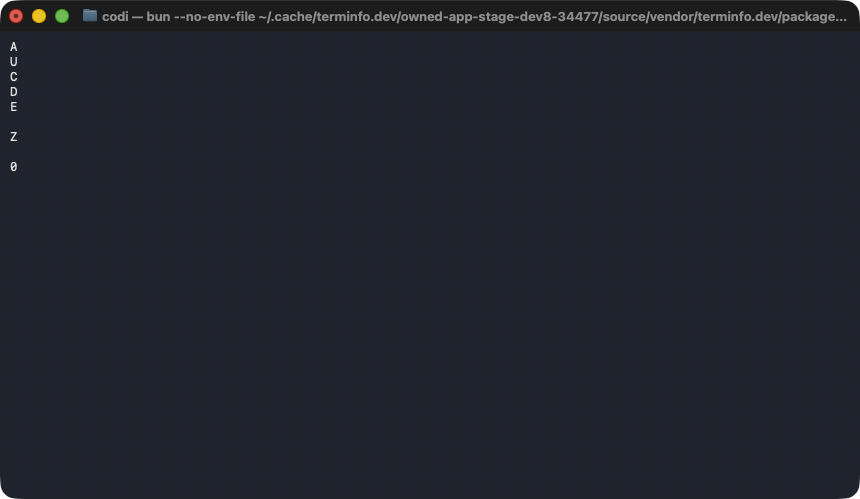 codi — bun --no-env-file ~/.cache/terminfo.dev/owned-app-stage-dev8-34477/source/vendor/terminfo.dev/package...
A
U
C
D
E
Z
0